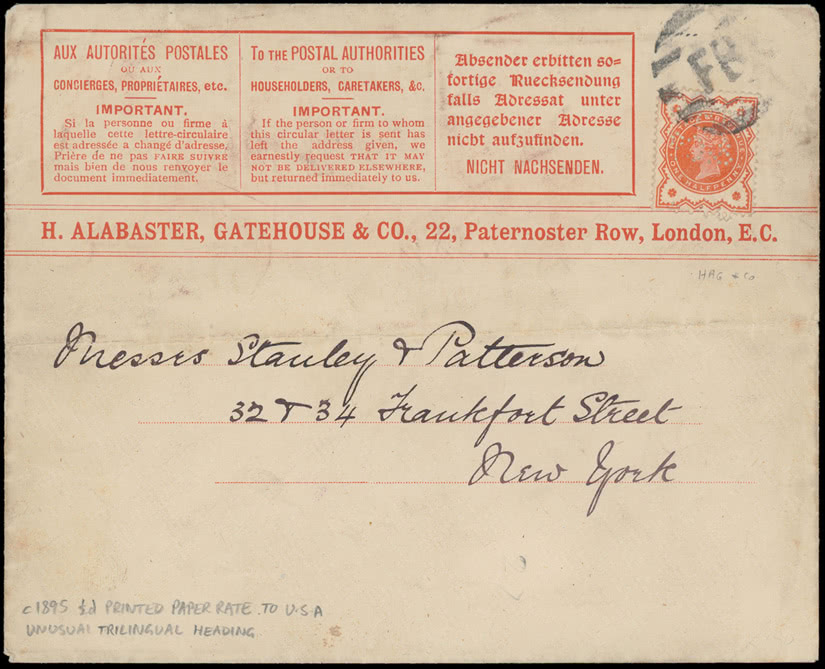 AUX AUTORITÉS POSTALES
OU AUX
CONCIERGES, PROPRIÉTAIRES, etc.
IMPORTANT.
Si la personne ou firme à
laquelle cette lettre-circulaire
est adressée a changé d'adresse,
Prière de ne pas FAIRE SUIVRE
mais bien de nous renvoyer le
document immediatement.
To the POSTAL AUTHORITIES
OR TO
HOUSEHOLDERS, CARETAKERS, &c.
IMPORTANT.
If the person or firm to whom
this circular letter is sent has
left the address given, we
earnestly request THAT IT MAY
NOT BE DELIVERED ELSEWHERE,
but returned immediately to us.
Absender erbitten so=
fortige Ruecksendung
falls Adressat unter
angegebener Adresse
nicht aufzufinden.
NICHT NACHSENDEN.
FB
H. ALABASTER, GATEHOUSE & CO., 22, Paternoster Row, London, E.C.
HAG & Co
Messrs Stanley & Patterson
32 & 34 Frankfort Street
New York
c1895 ½d PRINTED PAPER RATE TO U.S.A
UNUSUAL TRILINGUAL HEADING